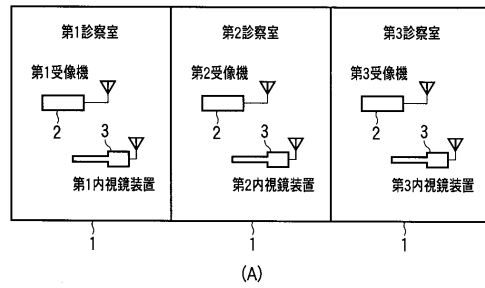 第1診察室 第2診察室 第3診察室
第1受像機 第2受像機 第3受像機
2 3 2 3 2 3
第1内視鏡装置 第2内視鏡装置 第3内視鏡装置
1 1 1
(A)